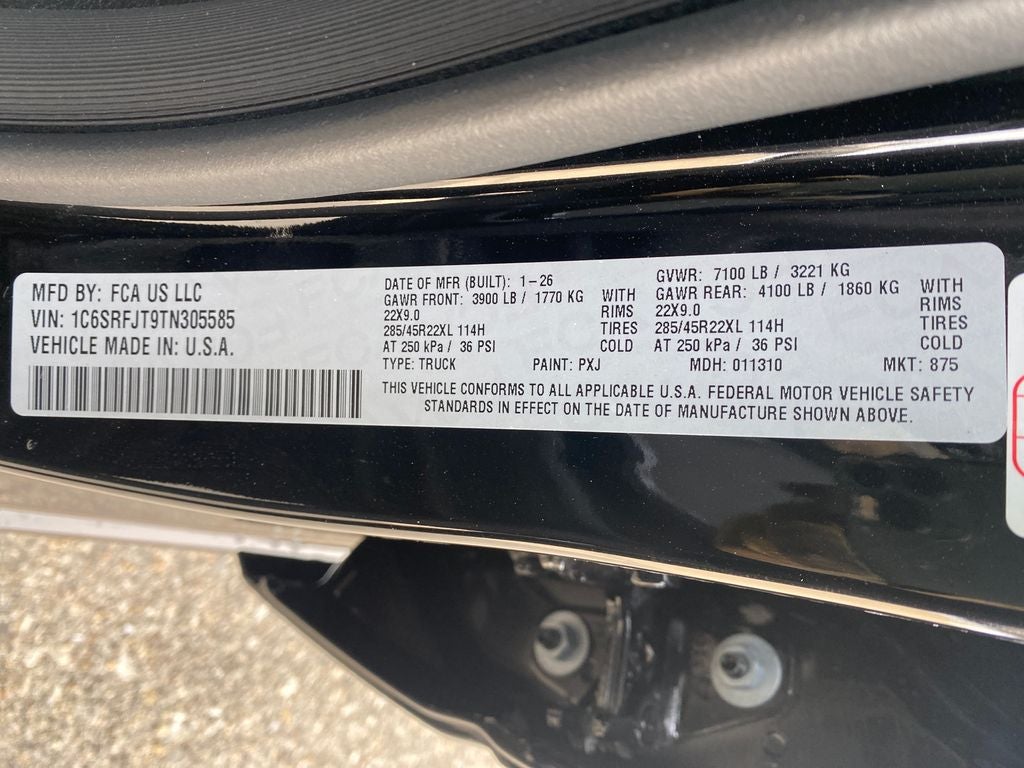 MFD BY: FCA US LLC
VIN: 1C6SRFJT9TN305585
VEHICLE MADE IN: U.S.A.
DATE OF MFR (BUILT): 1-26
GAWR FRONT: 3900 LB / 1770 KG WITH
22X9.0 RIMS
285/45R22XL 114H TIRES
AT 250 kPa / 36 PSI COLD
GVWR: 7100 LB / 3221 KG
GAWR REAR: 4100 LB / 1860 KG WITH
22X9.0 RIMS
285/45R22XL 114H TIRES
AT 250 kPa / 36 PSI COLD
TYPE: TRUCK PAINT: PXJ MDH: 011310 MKT: 875
THIS VEHICLE CONFORMS TO ALL APPLICABLE U.S.A. FEDERAL MOTOR VEHICLE SAFETY
STANDARDS IN EFFECT ON THE DATE OF MANUFACTURE SHOWN ABOVE.